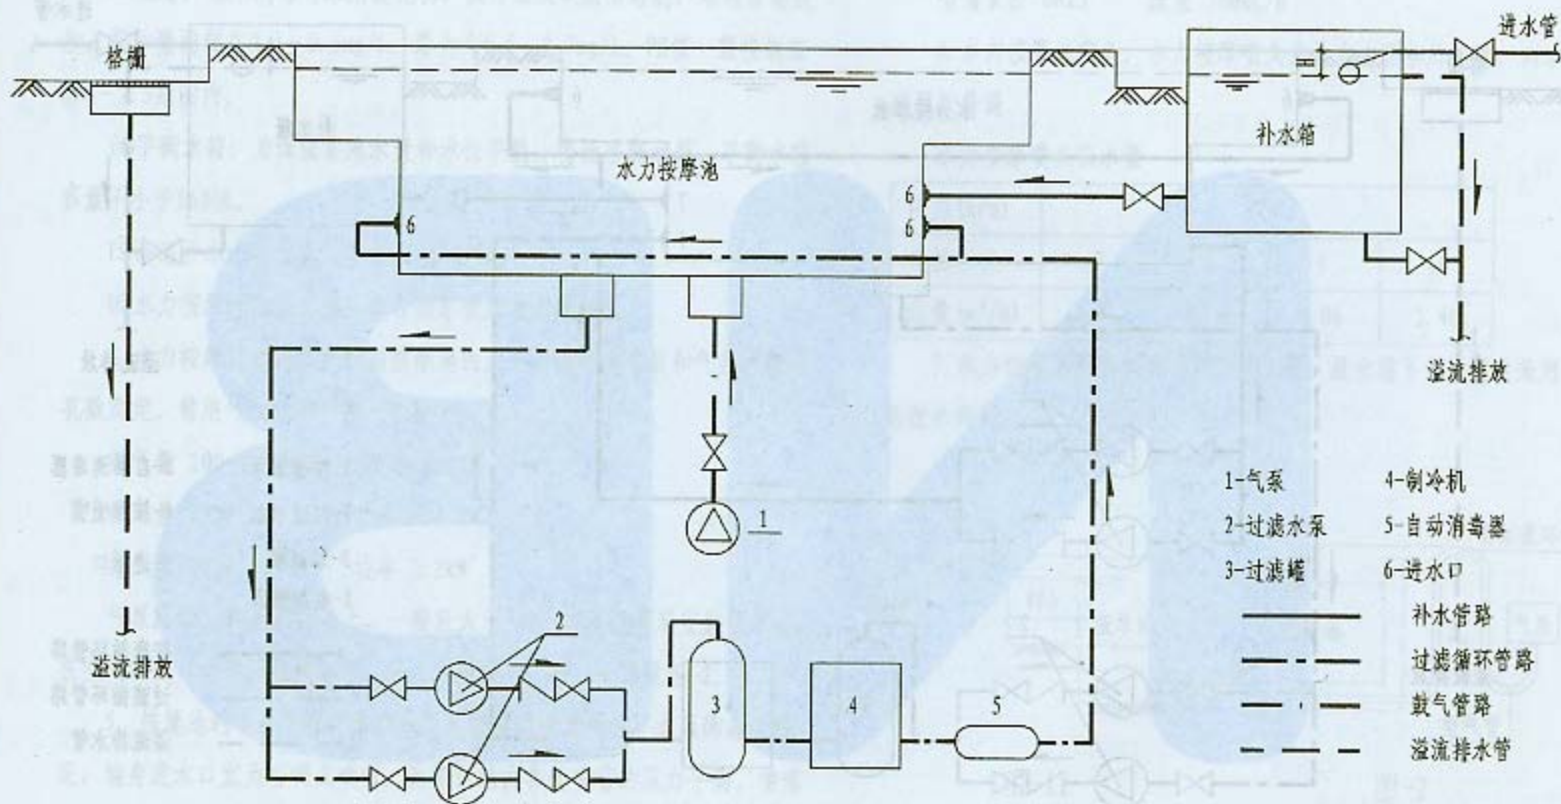 格栅
进水管
H
补水箱
水力按摩池
6
6
6
溢流排放
溢流排放
1
2
3
4
5
1-气泵 4-制冷机
2-过滤水泵 5-自动消毒器
3-过滤罐 6-进水口
补水管路
过滤循环管路
鼓气管路
溢流排水管